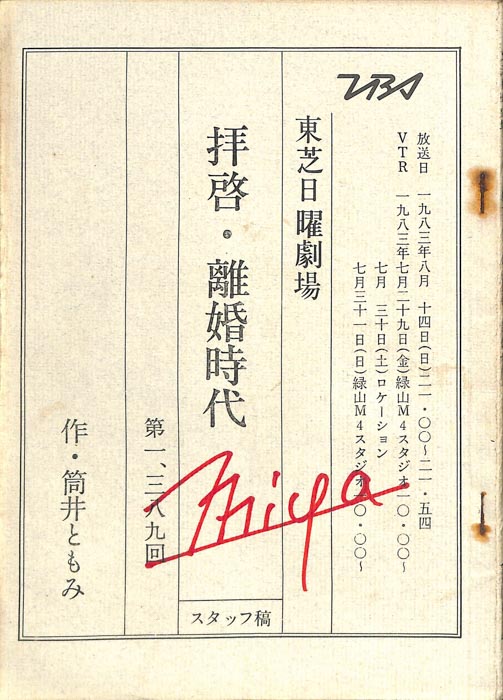 TBS
放送日 一九八三年八月 十四日(日)二一・〇〇〜二一・五四
VTR 一九八三年七月二十九日(金)緑山M4スタジオ一〇・〇〇〜
七月 三十日(土)ロケーション
七月三十一日(日)緑山M4スタジオ一〇・〇〇〜
東芝日曜劇場
拝啓・離婚時代
スタッフ稿
第一、三八九回
作・筒井ともみ
Miya